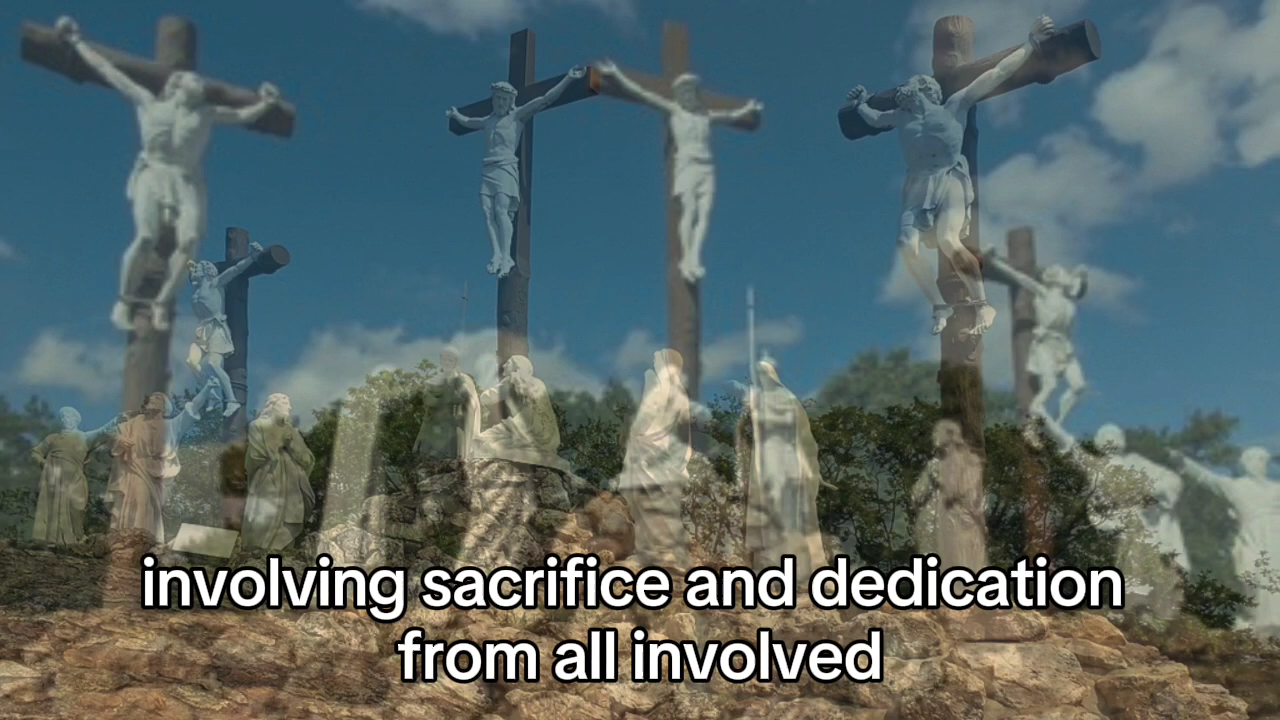 involving sacrifice and dedication
from all involved